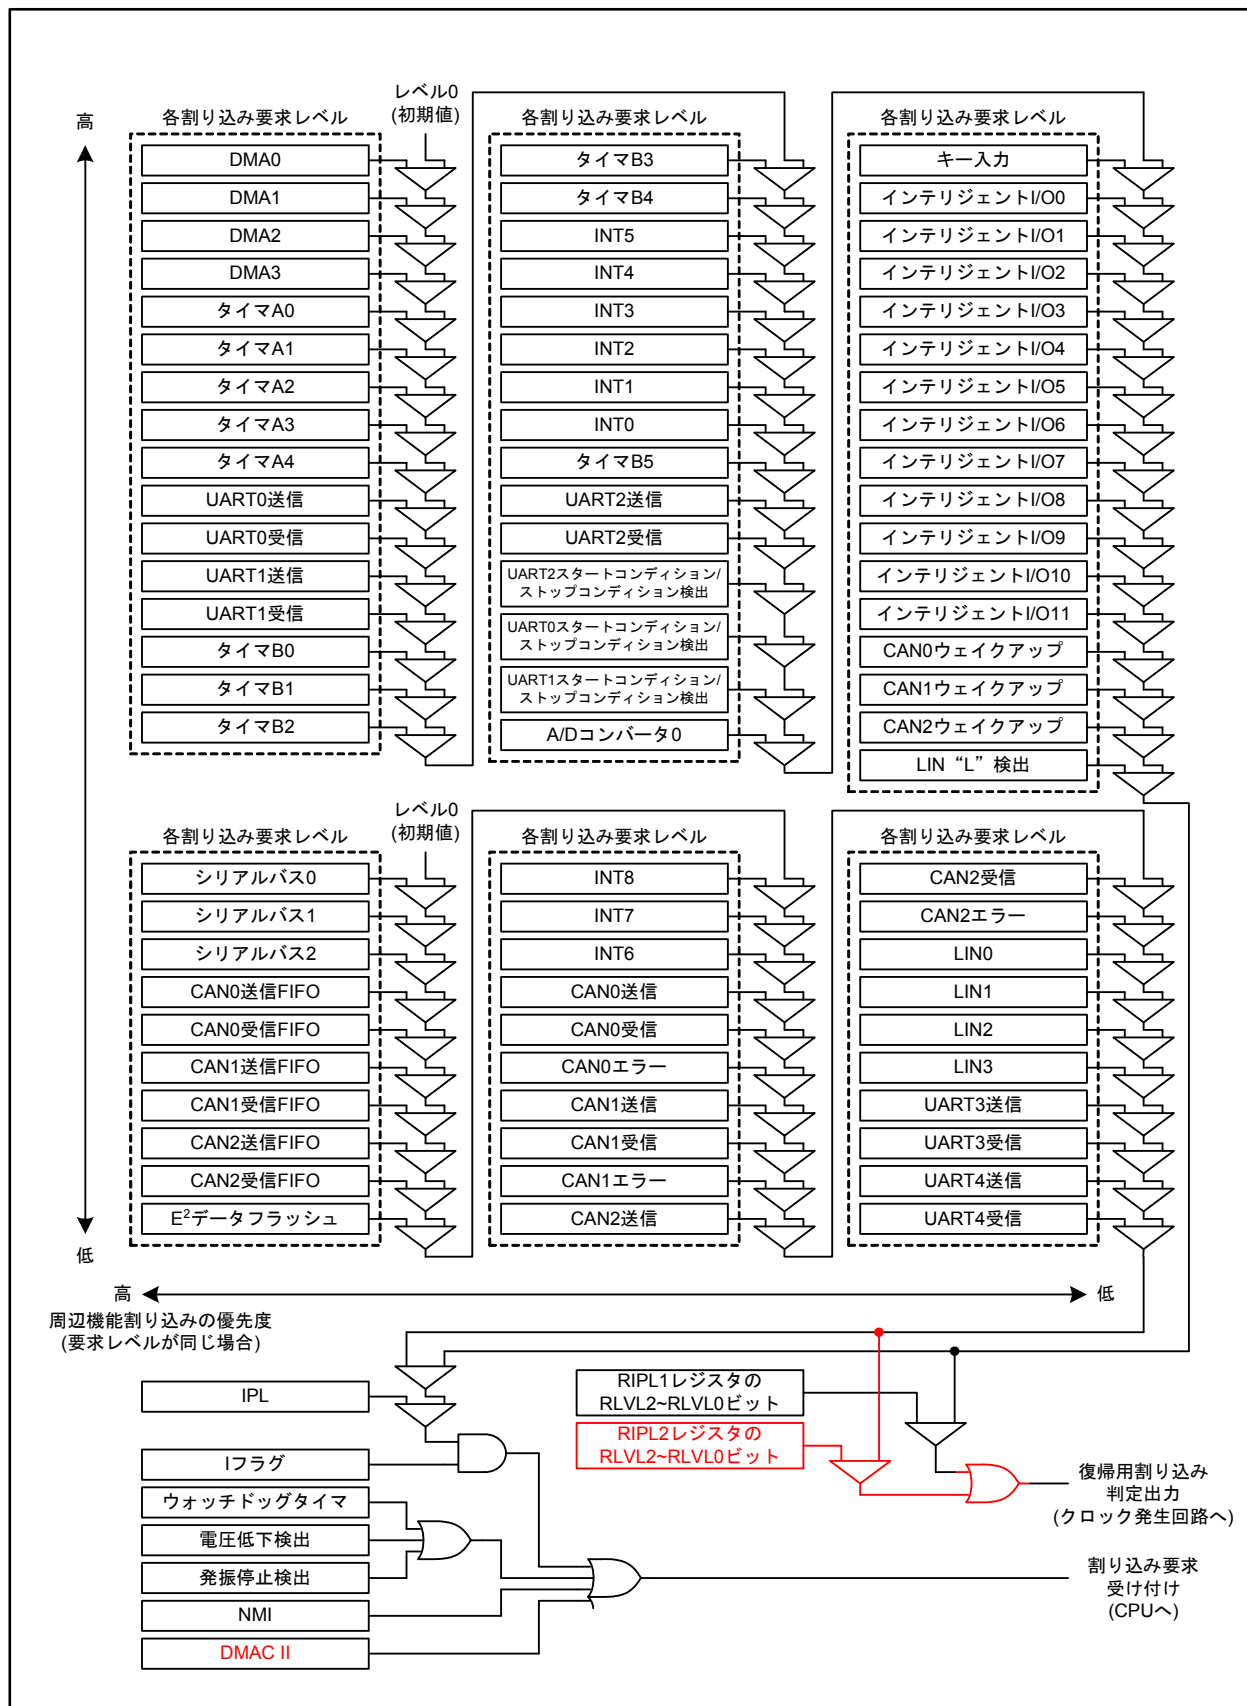 高
各割り込み要求レベル
レベル0
(初期値)
DMA0
DMA1
DMA2
DMA3
タイマA0
タイマA1
タイマA2
タイマA3
タイマA4
UART0送信
UART0受信
UART1送信
UART1受信
タイマB0
タイマB1
タイマB2
各割り込み要求レベル
タイマB3
タイマB4
INT5
INT4
INT3
INT2
INT1
INT0
タイマB5
UART2送信
UART2受信
UART2スタートコンディション/
ストップコンディション検出
UART0スタートコンディション/
ストップコンディション検出
UART1スタートコンディション/
ストップコンディション検出
A/Dコンバータ0
各割り込み要求レベル
キー入力
インテリジェントI/O0
インテリジェントI/O1
インテリジェントI/O2
インテリジェントI/O3
インテリジェントI/O4
インテリジェントI/O5
インテリジェントI/O6
インテリジェントI/O7
インテリジェントI/O8
インテリジェントI/O9
インテリジェントI/O10
インテリジェントI/O11
CAN0ウェイクアップ
CAN1ウェイクアップ
CAN2ウェイクアップ
LIN“L”検出
各割り込み要求レベル
レベル0
(初期値)
シリアルバス0
シリアルバス1
シリアルバス2
CAN0送信FIFO
CAN0受信FIFO
CAN1送信FIFO
CAN1受信FIFO
CAN2送信FIFO
CAN2受信FIFO
E²データフラッシュ
各割り込み要求レベル
INT8
INT7
INT6
CAN0送信
CAN0受信
CAN0エラー
CAN1送信
CAN1受信
CAN1エラー
CAN2送信
各割り込み要求レベル
CAN2受信
CAN2エラー
LIN0
LIN1
LIN2
LIN3
UART3送信
UART3受信
UART4送信
UART4受信
低
高
低
周辺機能割り込みの優先度
(要求レベルが同じ場合)
IPL
Iフラグ
ウォッチドッグタイマ
電圧低下検出
発振停止検出
NMI
DMAC II
RIPL1レジスタの
RLVL2~RLVL0ビット
RIPL2レジスタの
RLVL2~RLVL0ビット
復帰用割り込み
判定出力
(クロック発生回路へ)
割り込み要求
受け付け
(CPUへ)